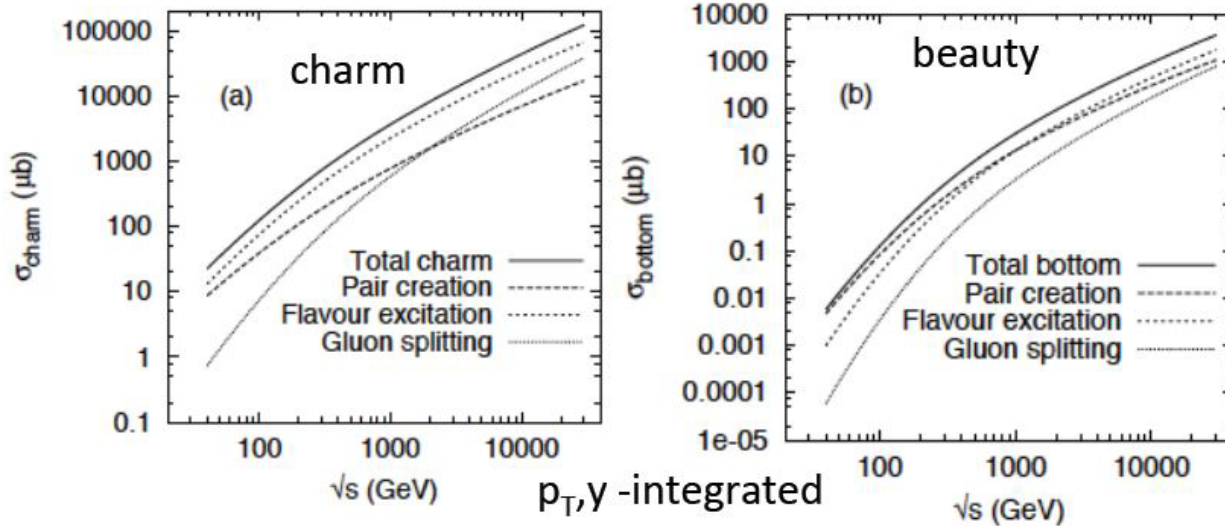 charm
(a)
100000
10000
1000
100
10
1
0.1
σcharm (μb)
Total charm
Pair creation
Flavour excitation
Gluon splitting
100 1000 10000
√s (GeV)
beauty
(b)
10000
1000
100
10
1
0.1
0.01
0.001
0.0001
1e-05
σbottom (μb)
Total bottom
Pair creation
Flavour excitation
Gluon splitting
100 1000 10000
√s (GeV)
pT,y -integrated